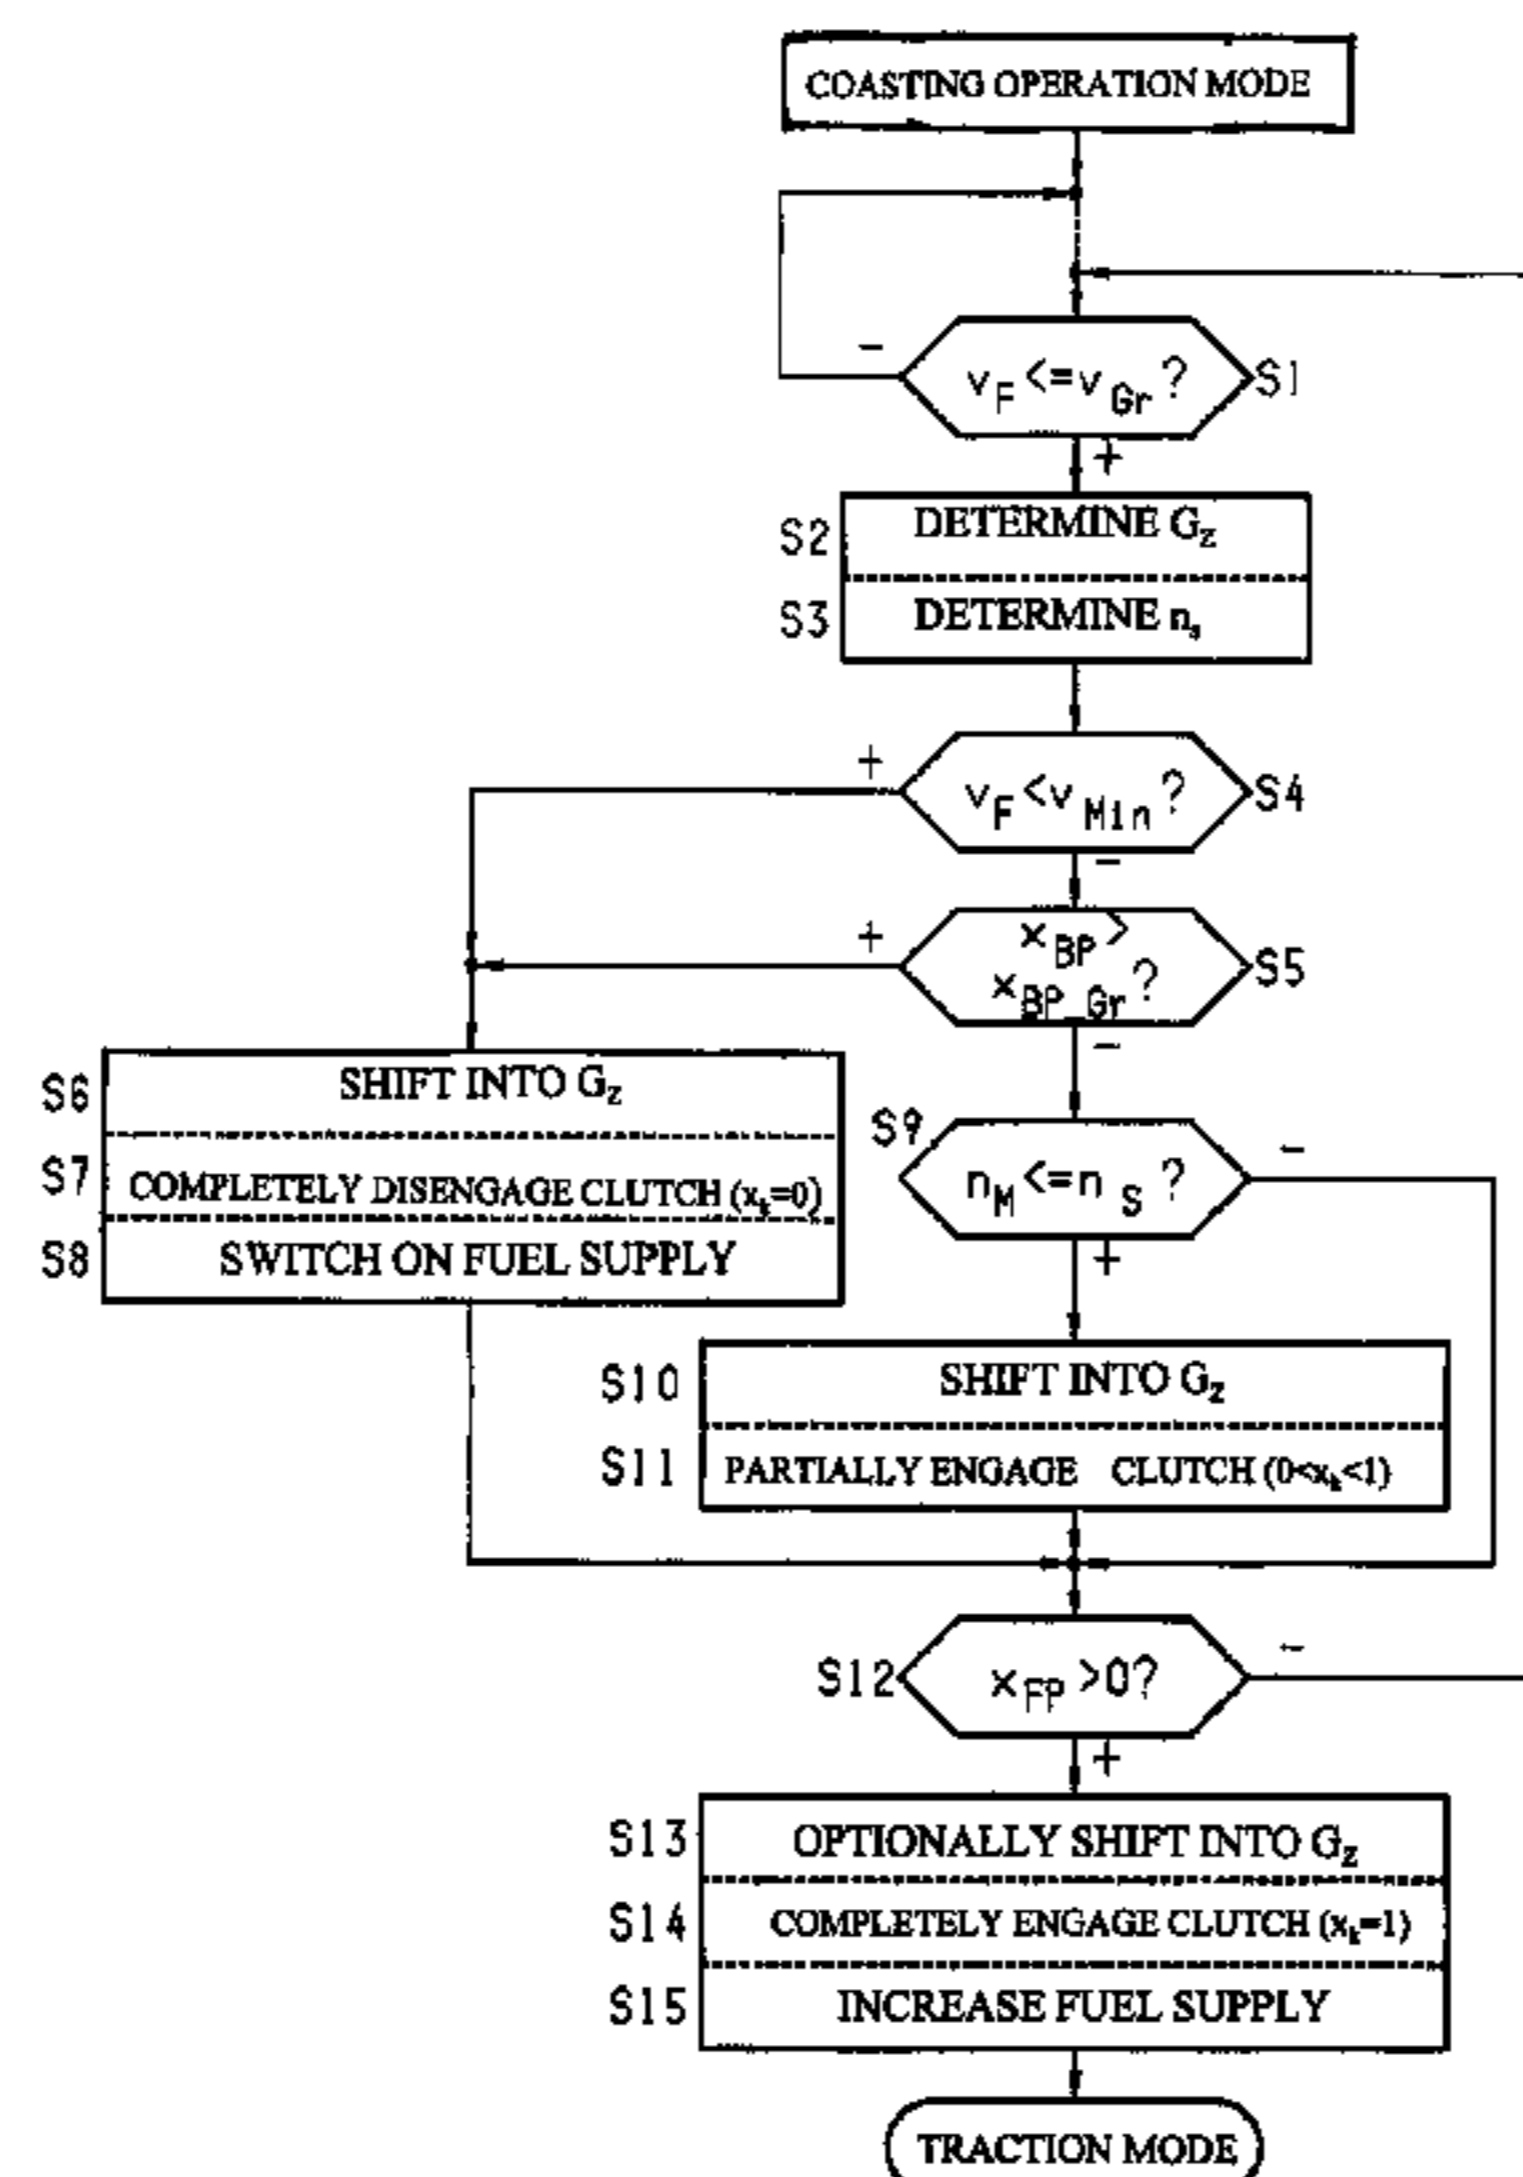 COASTING OPERATION MODE
-
v_F <=v_Gr ? S1
+
S2 DETERMINE G_z
S3 DETERMINE n_s
+
v_F <v_Min ? S4
-
+
x_BP >
x_BP_Gr ? S5
-
S6 SHIFT INTO G_z
S7 COMPLETELY DISENGAGE CLUTCH (x_k=0)
S8 SWITCH ON FUEL SUPPLY
S9
n_M <=n_S ?
-
+
S10 SHIFT INTO G_z
S11 PARTIALLY ENGAGE CLUTCH (0<x_k<1)
S12 x_FP >0?
-
+
S13 OPTIONALLY SHIFT INTO G_z
S14 COMPLETELY ENGAGE CLUTCH (x_k=1)
S15 INCREASE FUEL SUPPLY
TRACTION MODE